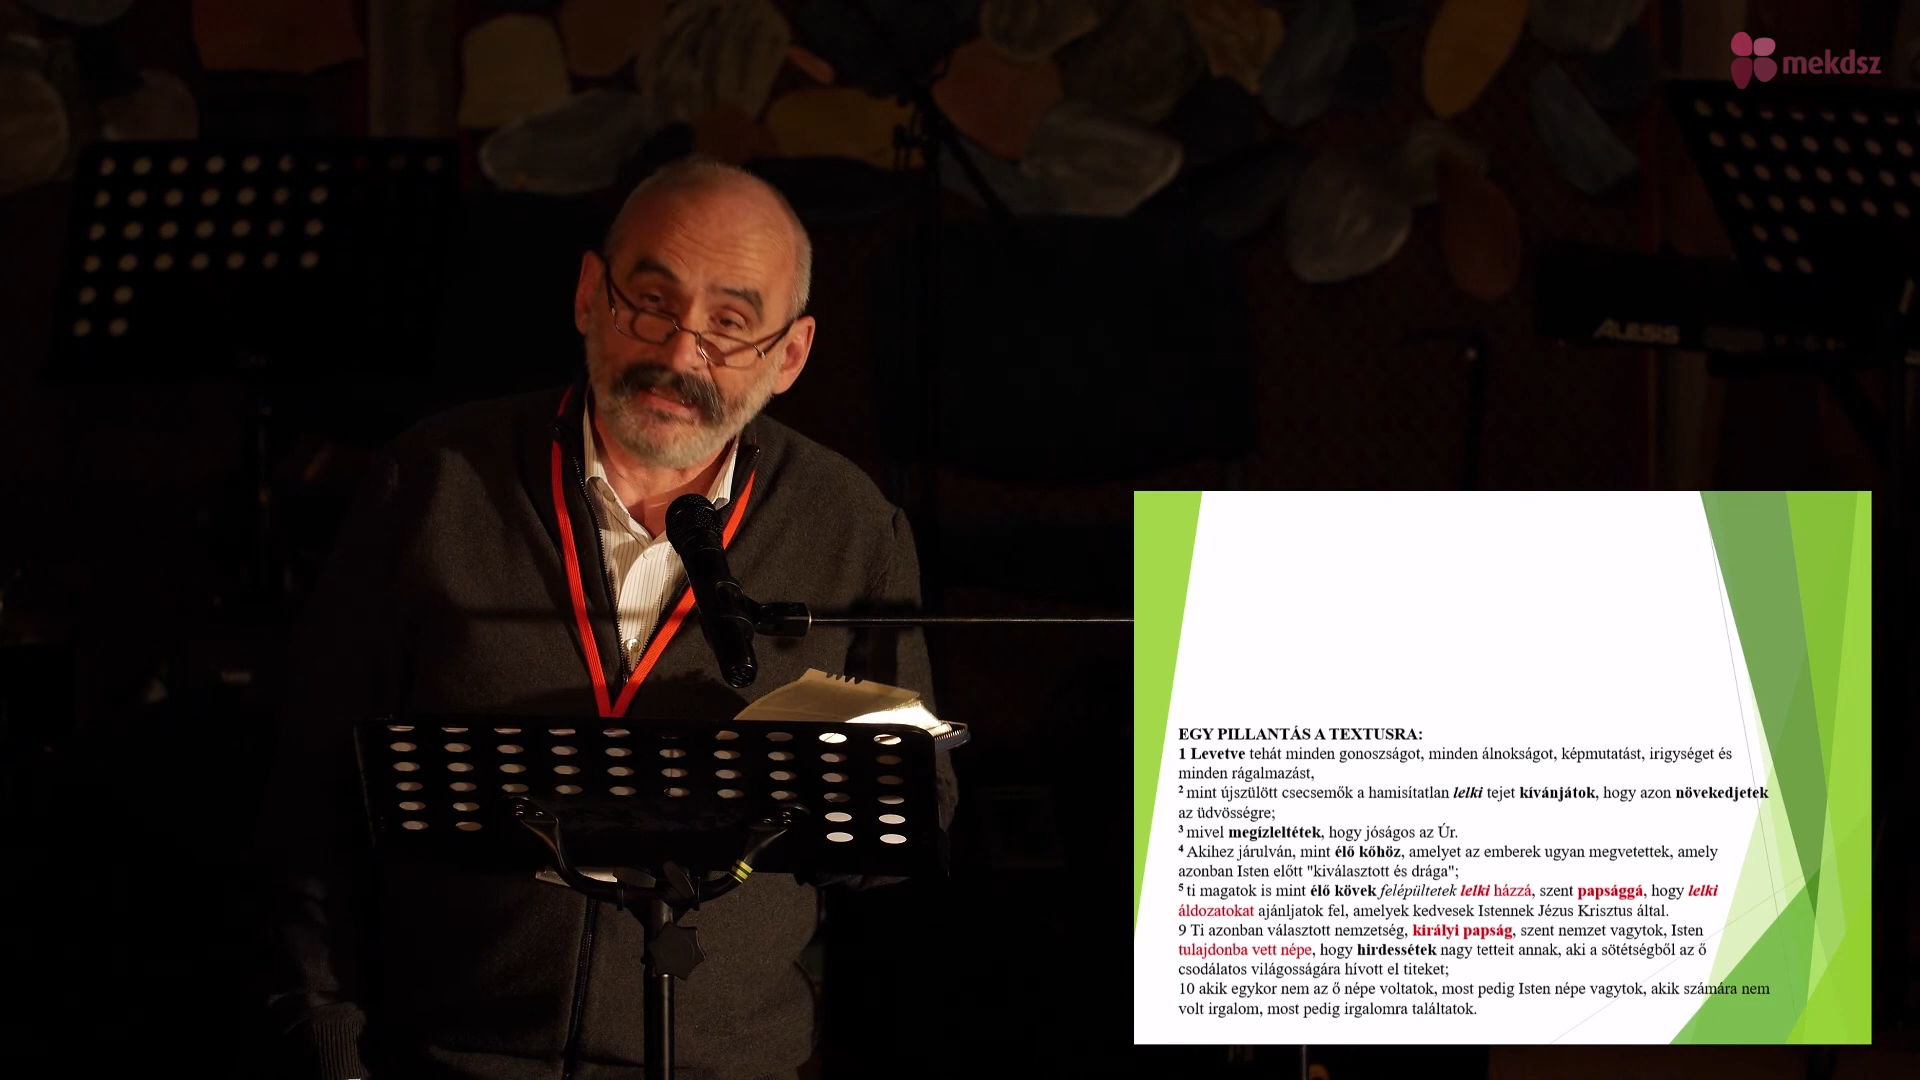 mekdsz
ALESIS
EGY PILLANTÁS A TEXTUSRA:
1 Levetve tehát minden gonoszságot, minden álnokságot, képmutatást, irigységet és
minden rágalmazást,
2 mint újszülött csecsemők a hamisítatlan lelki tejet kívánjátok, hogy azon növekedjetek
az üdvösségre;
3 mivel megízleltétek, hogy jóságos az Úr.
4 Akihez járulván, mint élő kőhöz, amelyet az emberek ugyan megvetettek, amely
azonban Isten előtt "kiválasztott és drága";
5 ti magatok is mint élő kövek felépültetek lelki házzá, szent papsággá, hogy lelki
áldozatokat ajánljatok fel, amelyek kedvesek Istennek Jézus Krisztus által.
9 Ti azonban választott nemzetség, királyi papság, szent nemzet vagytok, Isten
tulajdonba vett népe, hogy hirdessétek nagy tetteit annak, aki a sötétségből az ő
csodálatos világosságára hívott el titeket;
10 akik egykor nem az ő népe voltatok, most pedig Isten népe vagytok, akik számára nem
volt irgalom, most pedig irgalomra találtatok.